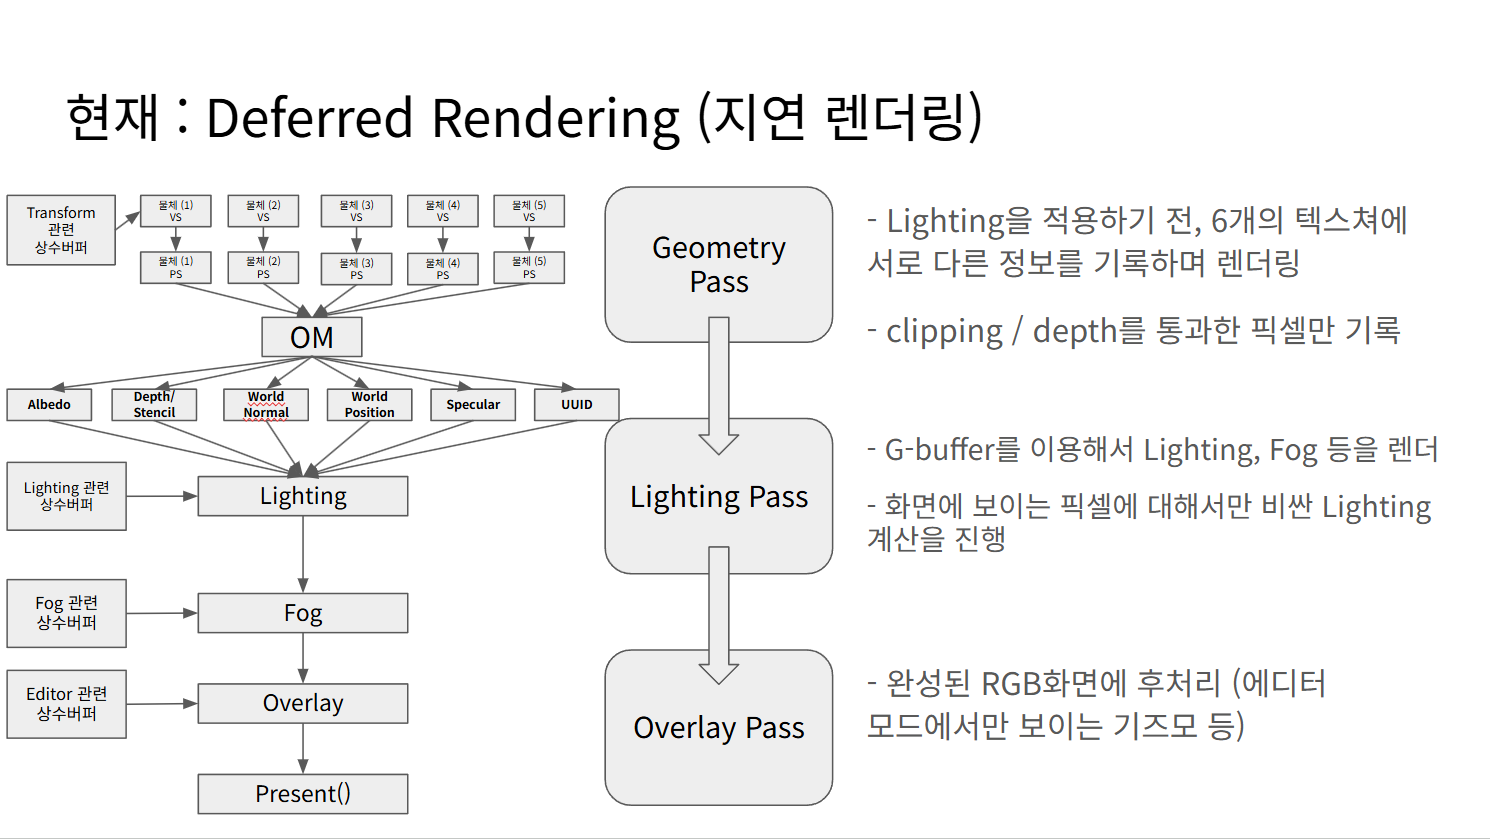 현재 : Deferred Rendering (지연 렌더링)
Transform
관련
상수버퍼
물체 (1)
VS
물체 (2)
VS
물체 (3)
VS
물체 (4)
VS
물체 (5)
VS
물체 (1)
PS
물체 (2)
PS
물체 (3)
PS
물체 (4)
PS
물체 (5)
PS
OM
Albedo
Depth/
Stencil
World
Normal
World
Position
Specular
UUID
Lighting 관련
상수버퍼
Lighting
Fog 관련
상수버퍼
Fog
Editor 관련
상수버퍼
Overlay
Present()
Geometry
Pass
- Lighting을 적용하기 전, 6개의 텍스쳐에
서로 다른 정보를 기록하며 렌더링
- clipping / depth를 통과한 픽셀만 기록
Lighting Pass
- G-buffer를 이용해서 Lighting, Fog 등을 렌더
- 화면에 보이는 픽셀에 대해서만 비싼 Lighting
계산을 진행
Overlay Pass
- 완성된 RGB화면에 후처리 (에디터
모드에서만 보이는 기즈모 등)